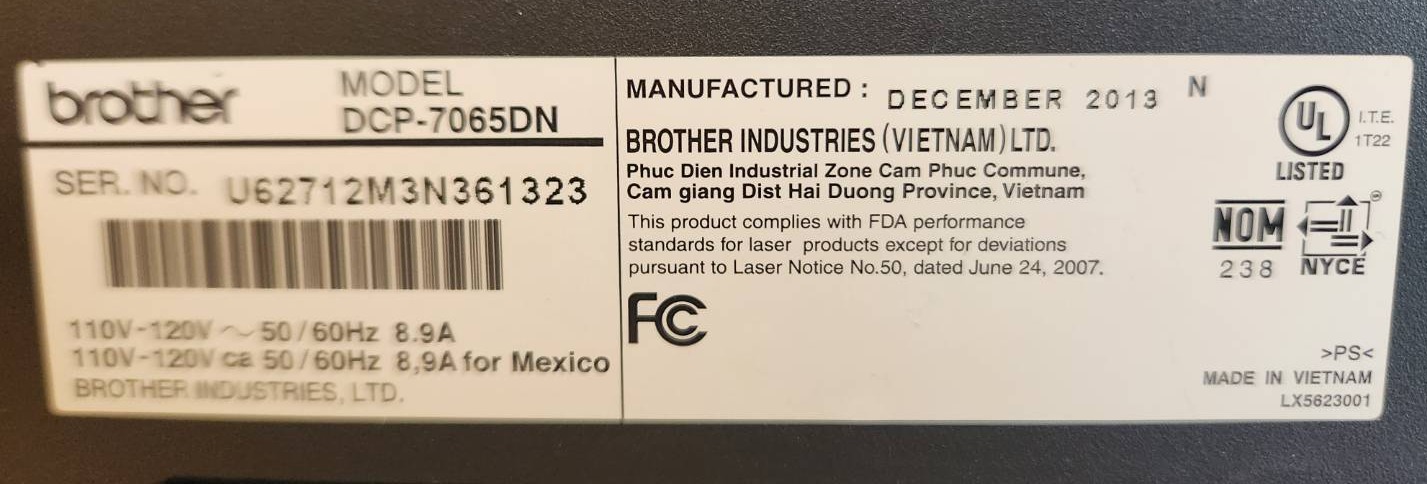 brother
MODEL
DCP-7065DN
SER. NO. U62712M3N361323
110V-120V ~ 50/60Hz 8.9A
110V-120V ca 50/60Hz 8,9A for Mexico
BROTHER INDUSTRIES, LTD.
MANUFACTURED : DECEMBER 2013 N
BROTHER INDUSTRIES (VIETNAM) LTD.
Phuc Dien Industrial Zone Cam Phuc Commune,
Cam giang Dist Hai Duong Province, Vietnam
This product complies with FDA performance
standards for laser products except for deviations
pursuant to Laser Notice No.50, dated June 24, 2007.
FC
UL
I.T.E.
1T22
LISTED
NOM
238
NYCE
>PS<
MADE IN VIETNAM
LX5623001